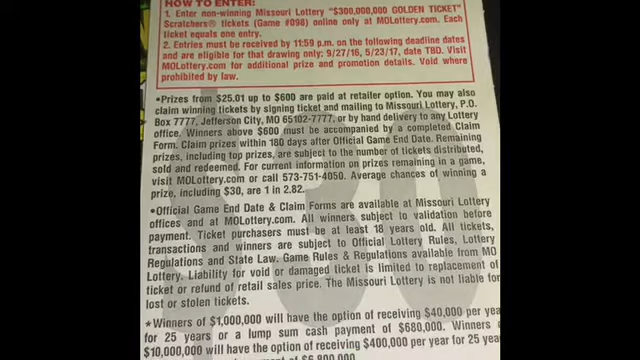 HOW TO ENTER:
1. Enter non-winning Missouri Lottery "$300,000,000 GOLDEN TICKET"
Scratchers® tickets (Game #098) online only at MOLottery.com. Each
ticket equals one entry.
2. Entries must be received by 11:59 p.m. on the following deadline dates
and are eligible for that drawing only: 9/27/16, 5/23/17, date TBD. Visit
MOLottery.com for additional prize and promotion details. Void where
prohibited by law.
•Prizes from $25.01 up to $600 are paid at retailer option. You may also
claim winning tickets by signing ticket and mailing to Missouri Lottery, P.O.
Box 7777, Jefferson City, MO 65102-7777, or by hand delivery to any Lottery
office. Winners above $600 must be accompanied by a completed Claim
Form. Claim prizes within 180 days after Official Game End Date. Remaining
prizes, including top prizes, are subject to the number of tickets distributed,
sold and redeemed. For current information on prizes remaining in a game,
visit MOLottery.com or call 573-751-4050. Average chances of winning a
prize, including $30, are 1 in 2.82.
•Official Game End Date & Claim Forms are available at Missouri Lottery
offices and at MOLottery.com. All winners subject to validation before
payment. Ticket purchasers must be at least 18 years old. All tickets,
transactions and winners are subject to Official Lottery Rules, Lottery
Regulations and State Law. Game Rules & Regulations available from MO
Lottery. Liability for void or damaged ticket is limited to replacement of
ticket or refund of retail sales price. The Missouri Lottery is not liable for
lost or stolen tickets.
★Winners of $1,000,000 will have the option of receiving $40,000 per yea
for 25 years or a lump sum cash payment of $680,000. Winners
$10,000,000 will have the option of receiving $400,000 per year for 25 yea
$30